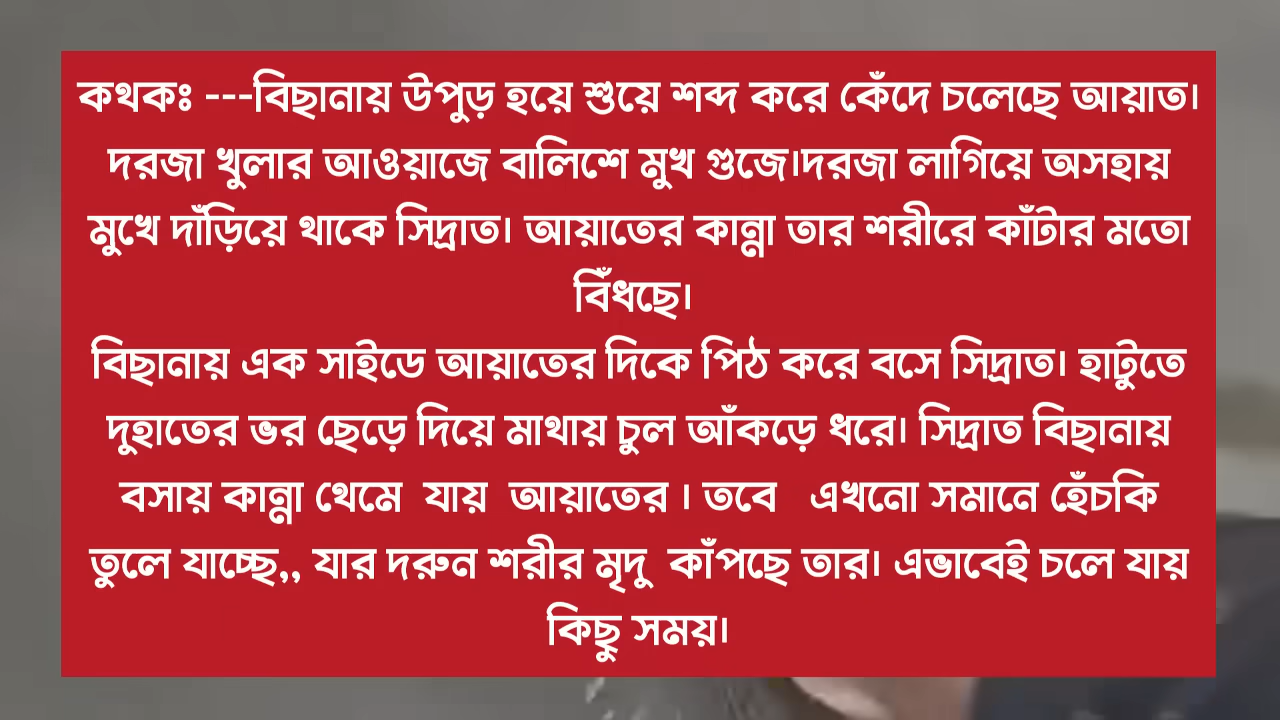 কথকঃ ---বিছানায় উপুড় হয়ে শুয়ে শব্দ করে কেঁদে চলেছে আয়াত।
দরজা খুলার আওয়াজে বালিশে মুখ গুজে।দরজা লাগিয়ে অসহায়
মুখে দাঁড়িয়ে থাকে সিদ্রাত। আয়াতের কান্না তার শরীরে কাঁটার মতো
বিঁধছে।
বিছানায় এক সাইডে আয়াতের দিকে পিঠ করে বসে সিদ্রাত। হাটুতে
দুহাতের ভর ছেড়ে দিয়ে মাথায় চুল আঁকড়ে ধরে। সিদ্রাত বিছানায়
বসায় কান্না থেমে  যায়  আয়াতের । তবে   এখনো সমানে হেঁচকি
তুলে যাচ্ছে,, যার দরুন শরীর মৃদু  কাঁপছে তার। এভাবেই চলে যায়
কিছু সময়।